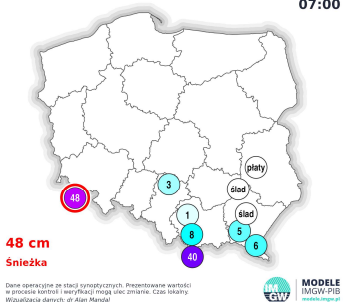 07:00
płaty
ślad
3
48
1
ślad
5
8
6
40
48 cm
Śnieżka
Dane operacyjne ze stacji synoptycznych. Prezentowane wartości
w procesie kontroli i weryfikacji mogą ulec zmianie. Czas lokalny.
Wizualizacja danych: dr Alan Mandal
IM
GW
MODELE
IMGW-PIB
modele.imgw.pl